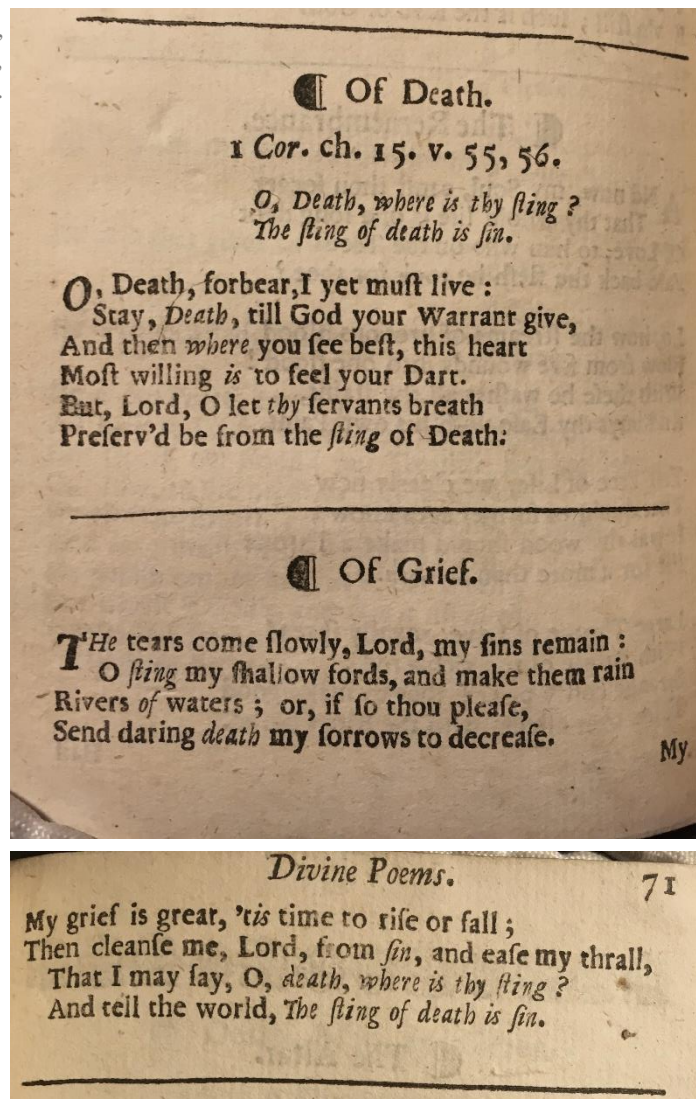 ¶ Of Death.
1 Cor. ch. 15. v. 55, 56.
O, Death, where is thy ſting ?
The ſting of death is ſin.
O, Death, forbear, I yet muſt live :
Stay, Death, till God your Warrant give,
And then where you ſee beſt, this heart
Moſt willing is to feel your Dart.
But, Lord, O let thy ſervants breath
Preſerv'd be from the ſting of Death:
¶ Of Grief.
THe tears come ſlowly, Lord, my ſins remain :
O ſting my ſhallow fords, and make them rain
Rivers of waters ; or, if ſo thou pleaſe,
Send daring death my ſorrows to decreaſe.
My
Divine Poems. 71
My grief is great, 'tis time to riſe or fall ;
Then cleanſe me, Lord, from ſin, and eaſe my thrall,
That I may ſay, O, death, where is thy ſting ?
And tell the world, The ſting of death is ſin.